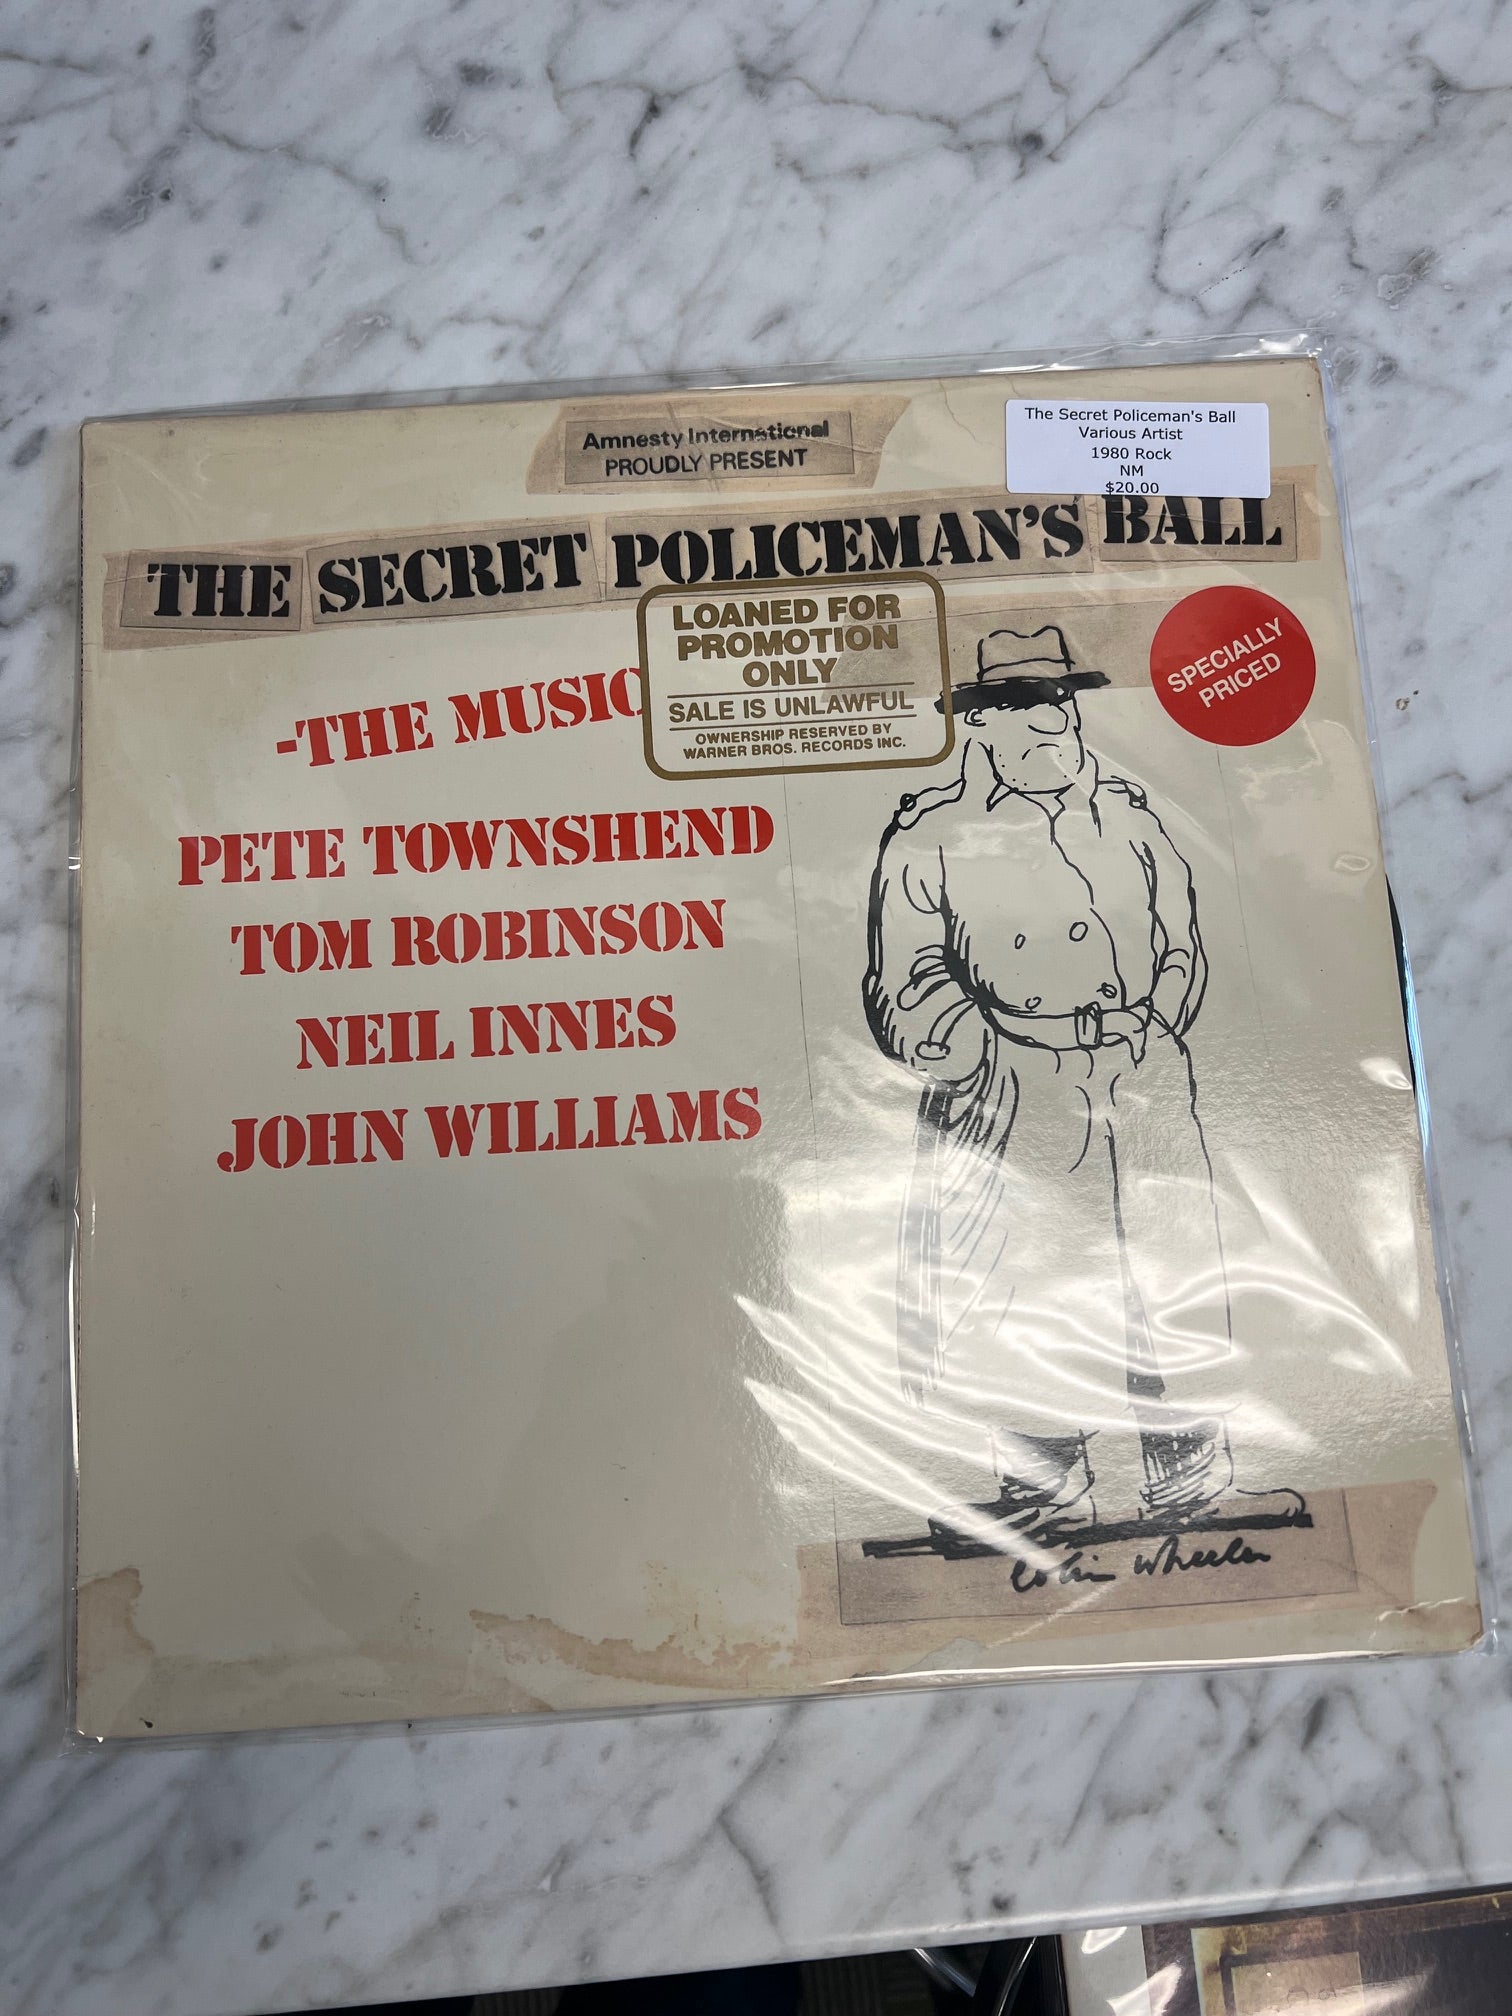 The Secret Policeman's Ball
Various Artist
1980 Rock
NM
$20.00
Amnesty International
PROUDLY PRESENT
THE SECRET POLICEMAN'S BALL
LOANED FOR
PROMOTION
ONLY
SALE IS UNLAWFUL
OWNERSHIP RESERVED BY
WARNER BROS. RECORDS INC.
SPECIALLY
PRICED
-THE MUSIC
PETE TOWNSHEND
TOM ROBINSON
NEIL INNES
JOHN WILLIAMS
Colin Wheeler